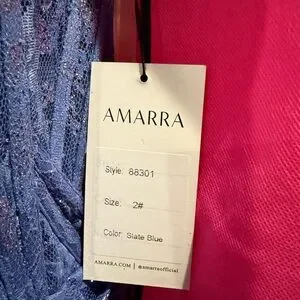 AMARRA
Style: 88301
Size: 2#
Color: Slate Blue
AMARRA.COM | @amarraofficial